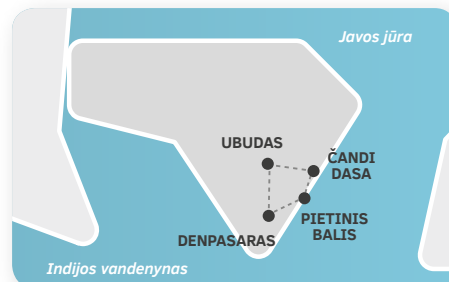 Javos jūra
UBUDAS
ČANDI
DASA
PIETINIS
BALIS
DENPASARAS
Indijos vandenynas